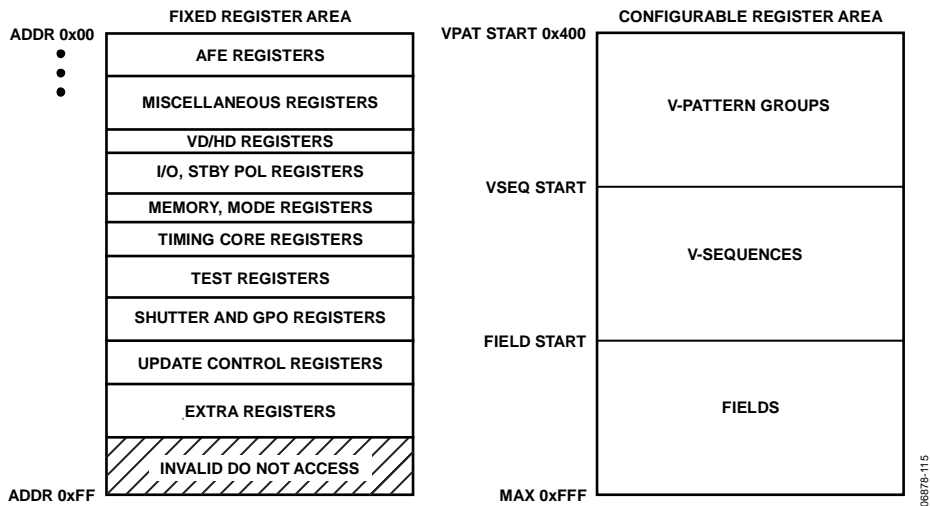 FIXED REGISTER AREA
ADDR 0x00
AFE REGISTERS
MISCELLANEOUS REGISTERS
VD/HD REGISTERS
I/O, STBY POL REGISTERS
MEMORY, MODE REGISTERS
TIMING CORE REGISTERS
TEST REGISTERS
SHUTTER AND GPO REGISTERS
UPDATE CONTROL REGISTERS
EXTRA REGISTERS
INVALID DO NOT ACCESS
ADDR 0xFF
CONFIGURABLE REGISTER AREA
VPAT START 0x400
V-PATTERN GROUPS
VSEQ START
V-SEQUENCES
FIELD START
FIELDS
MAX 0xFFF
06878-115